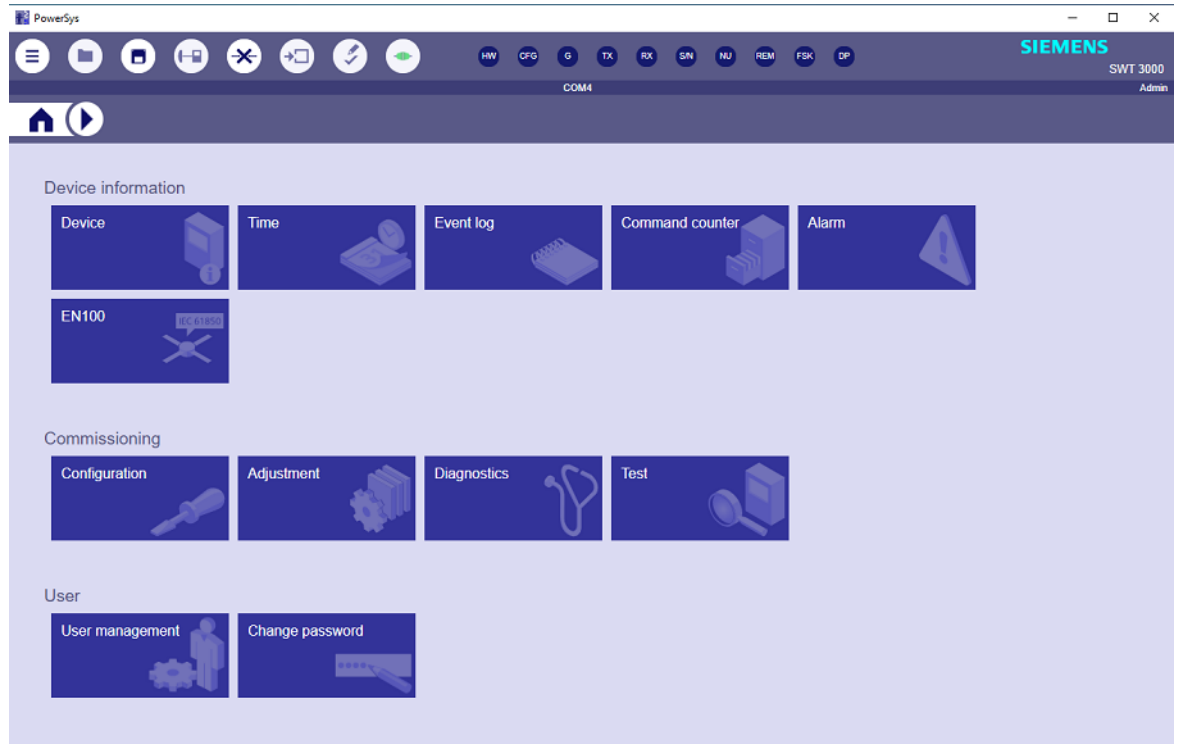 PowerSys
HW CFG G TX RX S/N NU REM FSK DP
SIEMENS
SWT 3000
COM4
Admin
Device information
Device
Time
Event log
Command counter
Alarm
EN100
IEC 61850
Commissioning
Configuration
Adjustment
Diagnostics
Test
User
User management
Change password